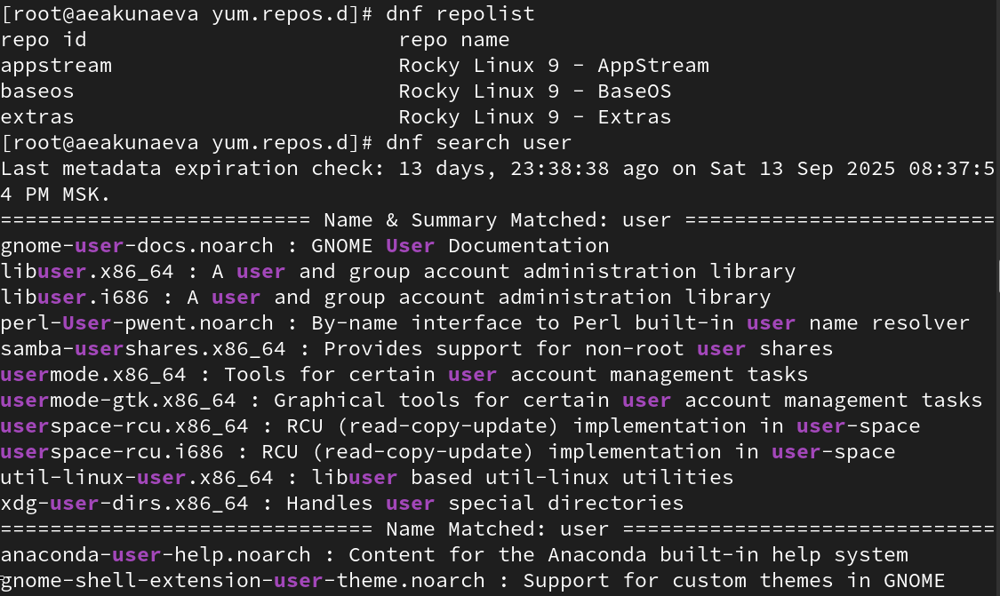 [root@aeakunaeva yum.repos.d]# dnf repolist
repo id                         repo name
appstream                       Rocky Linux 9 - AppStream
baseos                          Rocky Linux 9 - BaseOS
extras                          Rocky Linux 9 - Extras
[root@aeakunaeva yum.repos.d]# dnf search user
Last metadata expiration check: 13 days, 23:38:38 ago on Sat 13 Sep 2025 08:37:5
4 PM MSK.
========================= Name & Summary Matched: user =========================
gnome-user-docs.noarch : GNOME User Documentation
libuser.x86_64 : A user and group account administration library
libuser.i686 : A user and group account administration library
perl-User-pwent.noarch : By-name interface to Perl built-in user name resolver
samba-usershares.x86_64 : Provides support for non-root user shares
usermode.x86_64 : Tools for certain user account management tasks
usermode-gtk.x86_64 : Graphical tools for certain user account management tasks
userspace-rcu.x86_64 : RCU (read-copy-update) implementation in user-space
userspace-rcu.i686 : RCU (read-copy-update) implementation in user-space
util-linux-user.x86_64 : libuser based util-linux utilities
xdg-user-dirs.x86_64 : Handles user special directories
============================== Name Matched: user ==============================
anaconda-user-help.noarch : Content for the Anaconda built-in help system
gnome-shell-extension-user-theme.noarch : Support for custom themes in GNOME